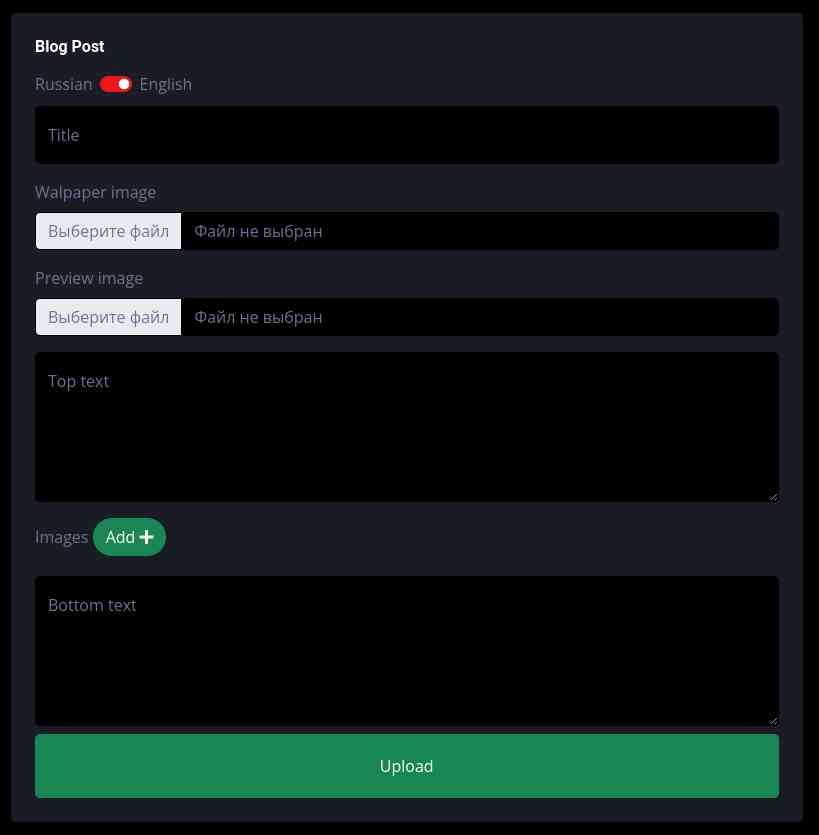 Blog Post
Russian English
Title
Walpaper image
Выберите файл Файл не выбран
Preview image
Выберите файл Файл не выбран
Top text
Images Add
Bottom text
Upload